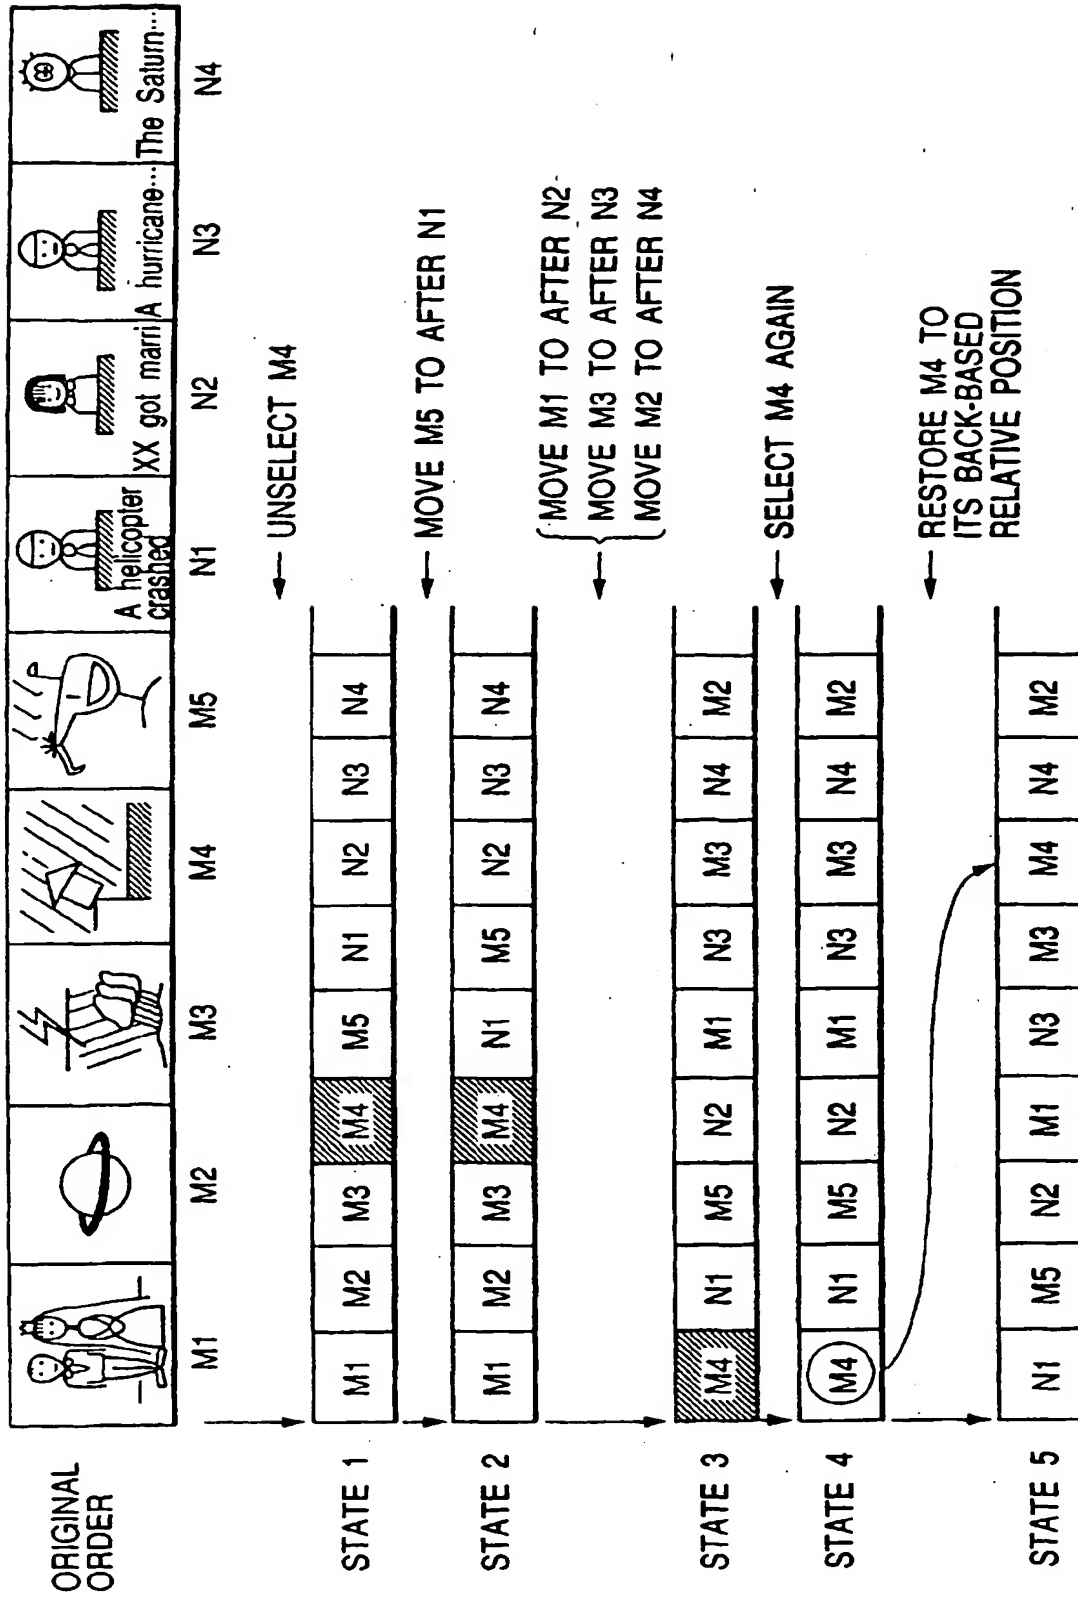 ORIGINAL
ORDER
A helicopter
crashed
XX got marri
A hurricane...
The Saturn...
M1 M2 M3 M4 M5 N1 N2 N3 N4
UNSELECT M4
STATE 1
M1 M2 M3 M4 M5 N1 N2 N3 N4
MOVE M5 TO AFTER N1
STATE 2
M1 M2 M3 M4 N1 M5 N2 N3 N4
MOVE M1 TO AFTER N2
MOVE M3 TO AFTER N3
MOVE M2 TO AFTER N4
STATE 3
M4 N1 M5 N2 M1 N3 M3 N4 M2
SELECT M4 AGAIN
STATE 4
M4 N1 M5 N2 M1 N3 M3 N4 M2
RESTORE M4 TO
ITS BACK-BASED
RELATIVE POSITION
STATE 5
N1 M5 N2 M1 N3 M3 M4 N4 M2